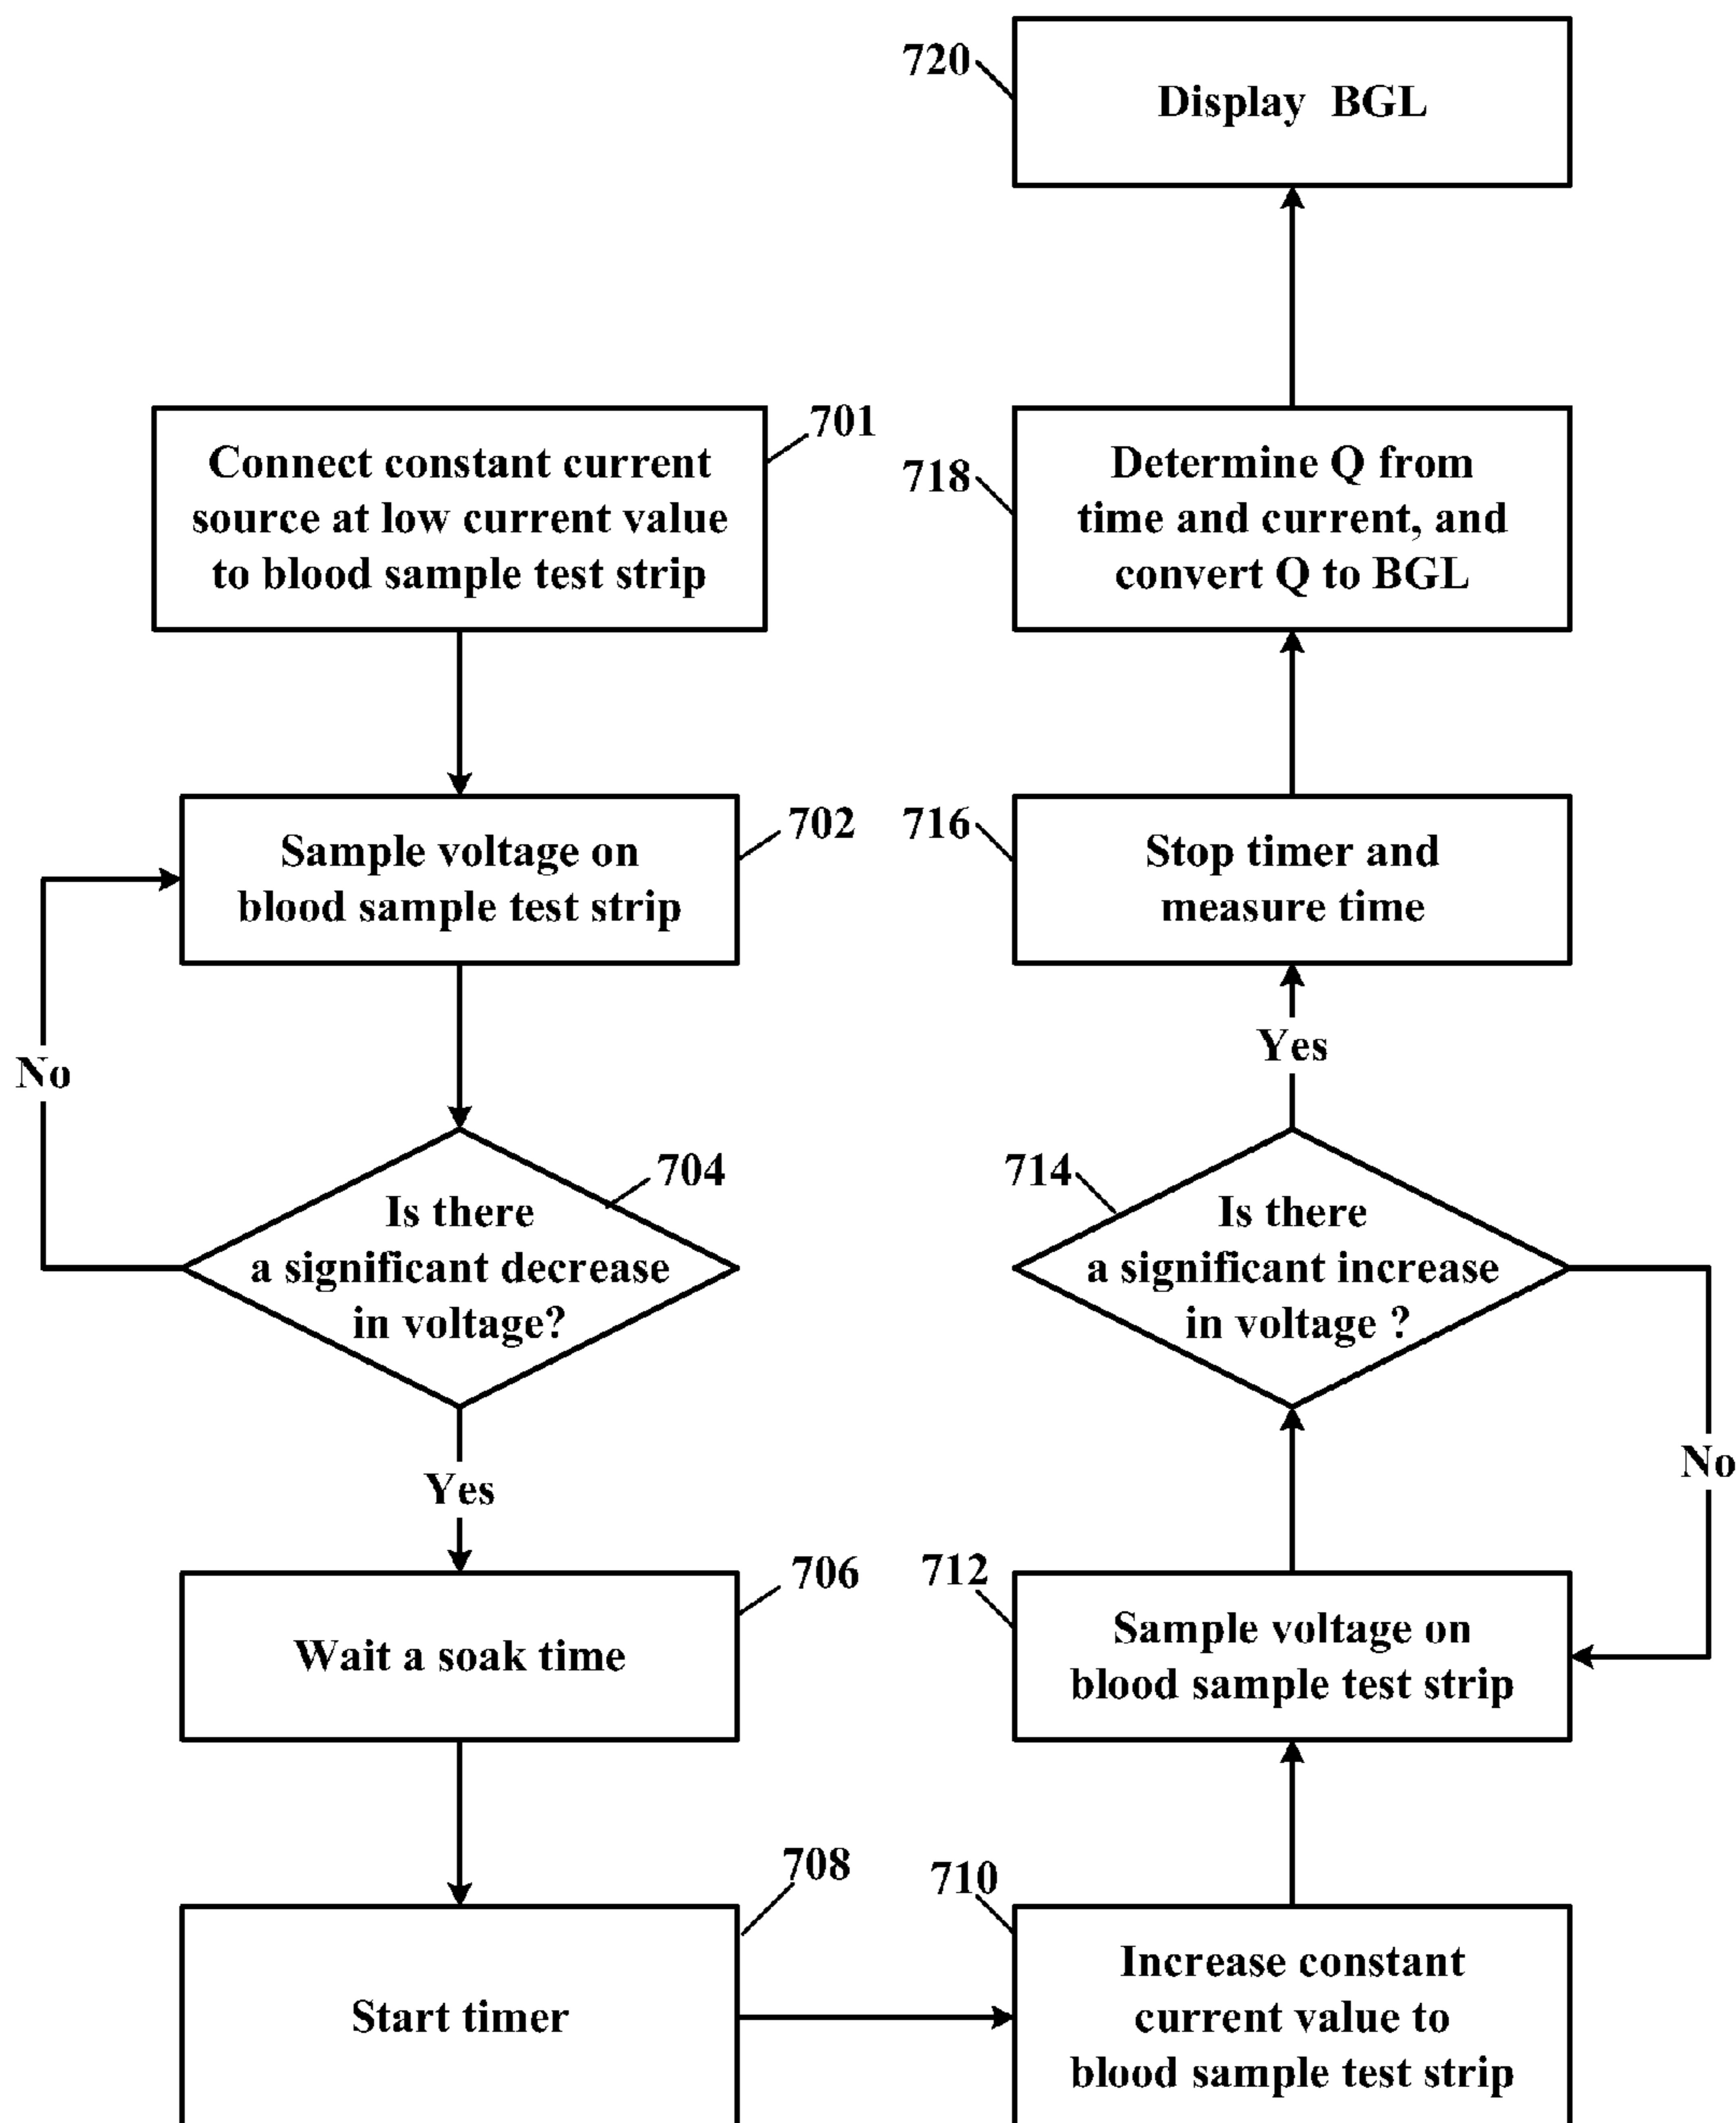 720
Display BGL
Connect constant current
source at low current value
to blood sample test strip
701
718
Determine Q from
time and current, and
convert Q to BGL
Sample voltage on
blood sample test strip
702
716
Stop timer and
measure time
No
Yes
704
Is there
a significant decrease
in voltage?
714
Is there
a significant increase
in voltage ?
Yes
No
706
Wait a soak time
712
Sample voltage on
blood sample test strip
708
Start timer
710
Increase constant
current value to
blood sample test strip